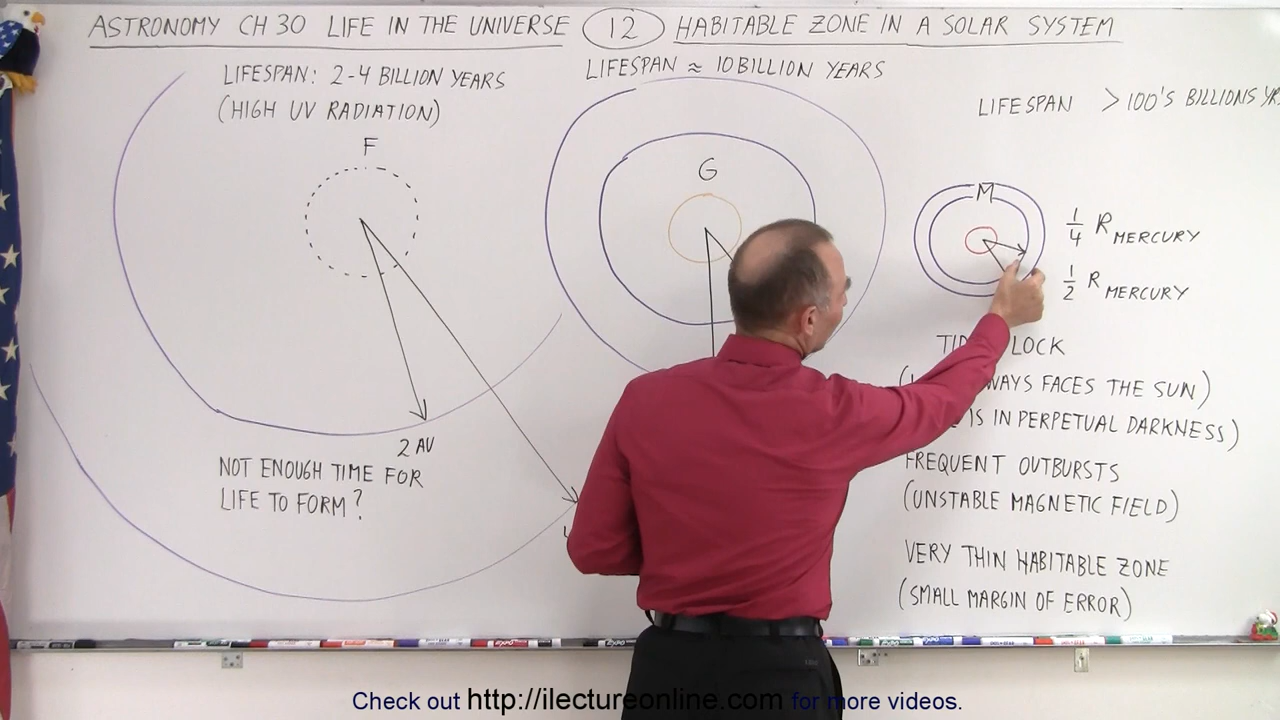 ASTRONOMY CH 30 LIFE IN THE UNIVERSE 12 HABITABLE ZONE IN A SOLAR SYSTEM
LIFESPAN: 2-4 BILLION YEARS
(HIGH UV RADIATION)
F
2 AU
NOT ENOUGH TIME FOR
LIFE TO FORM?
LIFESPAN ≈ 10 BILLION YEARS
G
LIFESPAN > 100'S BILLIONS
M
1/4 R MERCURY
1/2 R MERCURY
LOCK
FACES THE SUN)
IS IN PERPETUAL DARKNESS)
FREQUENT OUTBURSTS
(UNSTABLE MAGNETIC FIELD)
VERY THIN HABITABLE ZONE
(SMALL MARGIN OF ERROR)
Check out http://ilectureonline.com for more videos.